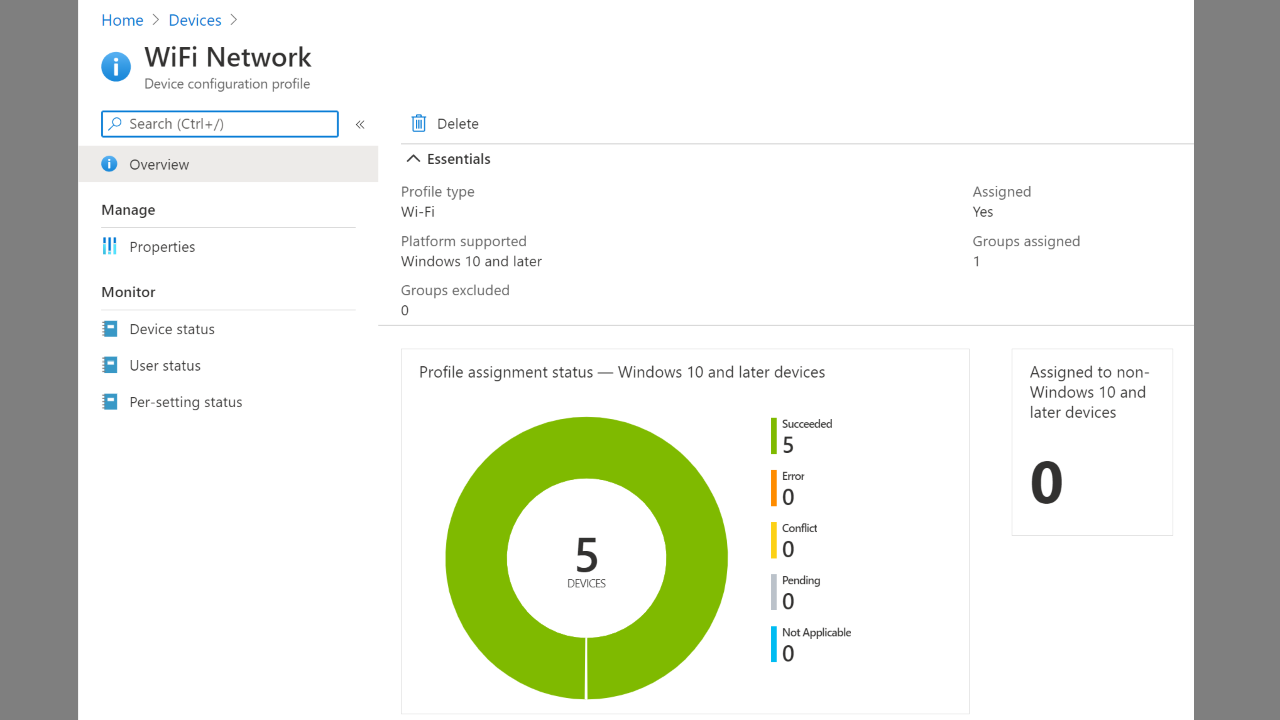 Home > Devices >
WiFi Network
Device configuration profile
Search (Ctrl+/)
«
Overview
Manage
Properties
Monitor
Device status
User status
Per-setting status
Delete
Essentials
Profile type
Wi-Fi
Assigned
Yes
Platform supported
Windows 10 and later
Groups assigned
1
Groups excluded
0
Profile assignment status — Windows 10 and later devices
5
DEVICES
Succeeded
5
Error
0
Conflict
0
Pending
0
Not Applicable
0
Assigned to non-
Windows 10 and
later devices
0